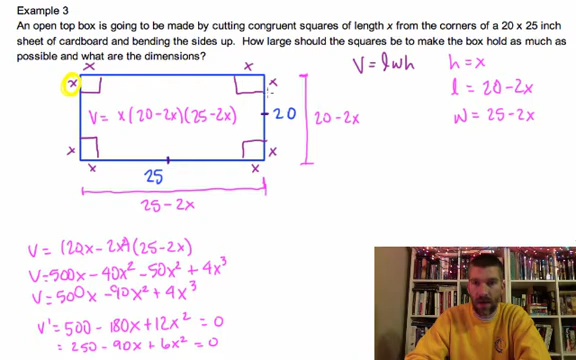 Example 3
An open top box is going to be made by cutting congruent squares of length x from the corners of a 20 x 25 inch
sheet of cardboard and bending the sides up. How large should the squares be to make the box hold as much as
possible and what are the dimensions?
V = lwh
h = x
l = 20 - 2x
w = 25 - 2x
x
x
x
x
V = x(20-2x)(25-2x)
20
20-2x
x
x
x
x
25
25-2x
V = (20x - 2x²)(25-2x)
V = 500x - 40x² - 50x² + 4x³
V = 500x - 90x² + 4x³
V' = 500 - 180x + 12x² = 0
= 250 - 90x + 6x² = 0